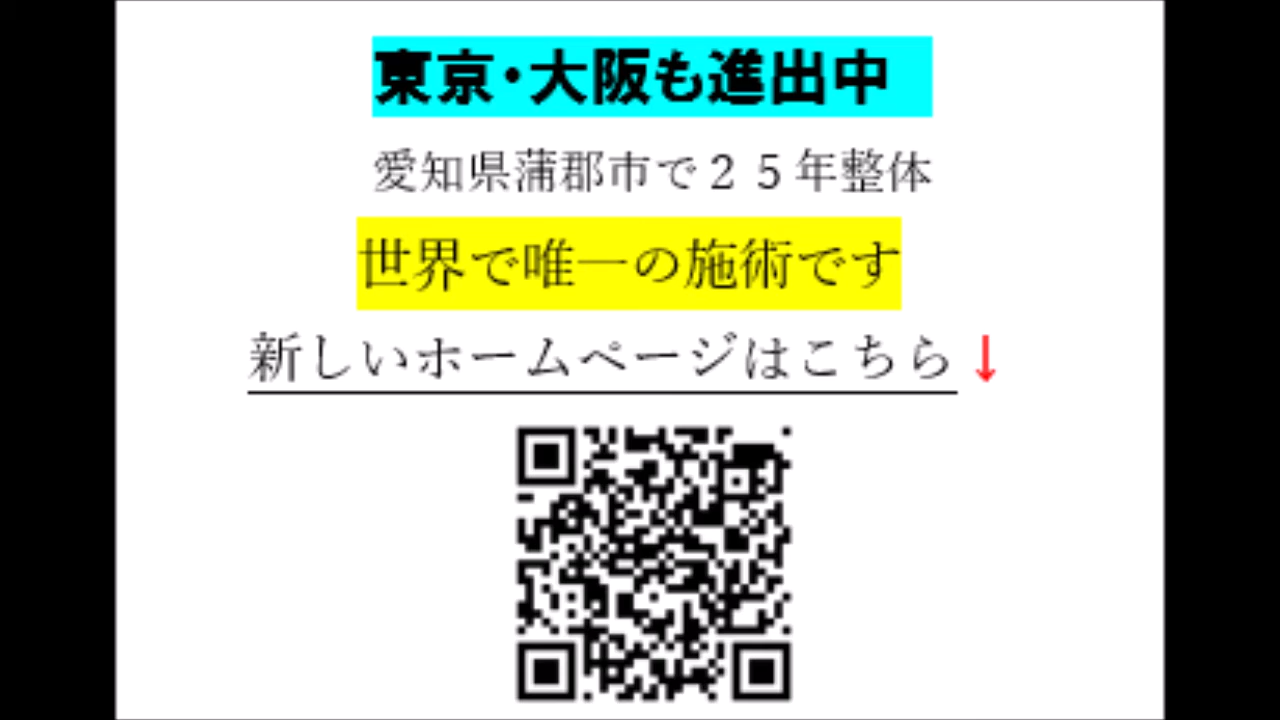 東京・大阪も進出中
愛知県蒲郡市で２５年整体
世界で唯一の施術です
新しいホームページはこちら↓